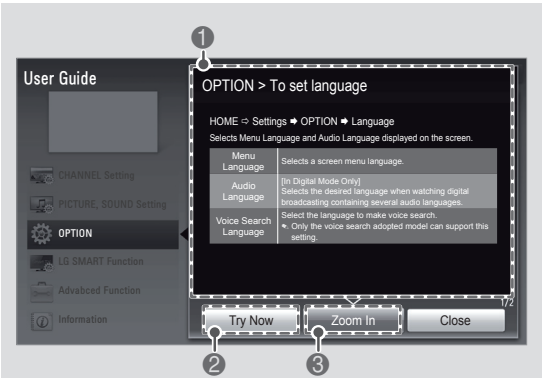 1
User Guide
OPTION > To set language
HOME ⇨ Settings ➡ OPTION ➡ Language
Selects Menu Language and Audio Language displayed on the screen.
Menu
Language
Selects a screen menu language.
Audio
Language
[In Digital Mode Only]
Selects the desired language when watching digital
broadcasting containing several audio languages.
Voice Search
Language
Select the language to make voice search.
Only the voice search adopted model can support this
setting.
CHANNEL Setting
PICTURE, SOUND Setting
OPTION
LG SMART Function
Advabced Function
Information
1/2
Try Now
Zoom In
Close
2
3